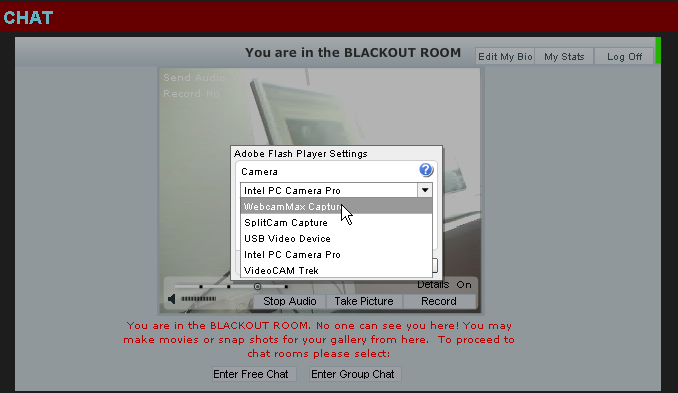 CHAT
You are in the BLACKOUT ROOM
Edit My Bio
My Stats
Log Off
Send Audio
Record
Adobe Flash Player Settings
Camera
?
Intel PC Camera Pro
WebcamMax Capture
SplitCam Capture
USB Video Device
Intel PC Camera Pro
VideoCAM Trek
Details On
Stop Audio
Take Picture
Record
You are in the BLACKOUT ROOM. No one can see you here! You may
make movies or snap shots for your gallery from here. To proceed to
chat rooms please select:
Enter Free Chat
Enter Group Chat